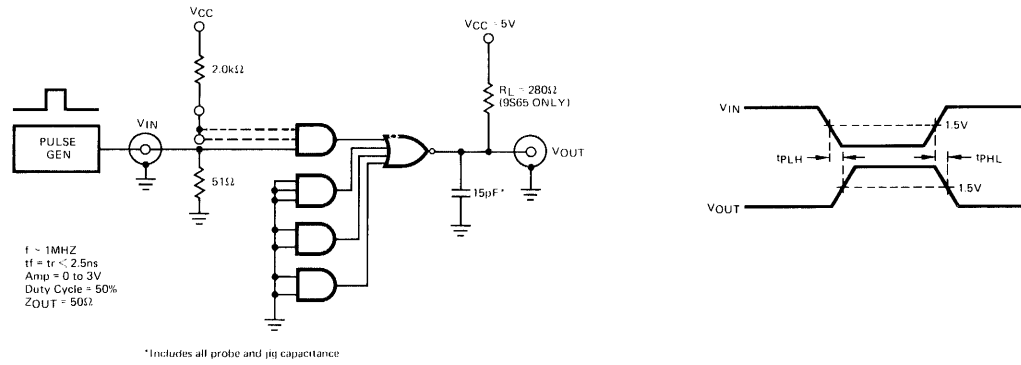 VCC
2.0kΩ
VCC = 5V
RL = 280Ω
(9S65 ONLY)
PULSE
GEN
VIN
51Ω
15pF*
VOUT
f ~ 1MHZ
tf = tr < 2.5ns
Amp = 0 to 3V
Duty Cycle = 50%
ZOUT = 50Ω
*Includes all probe and jig capacitance
VIN
1.5V
tPLH
tPHL
1.5V
VOUT